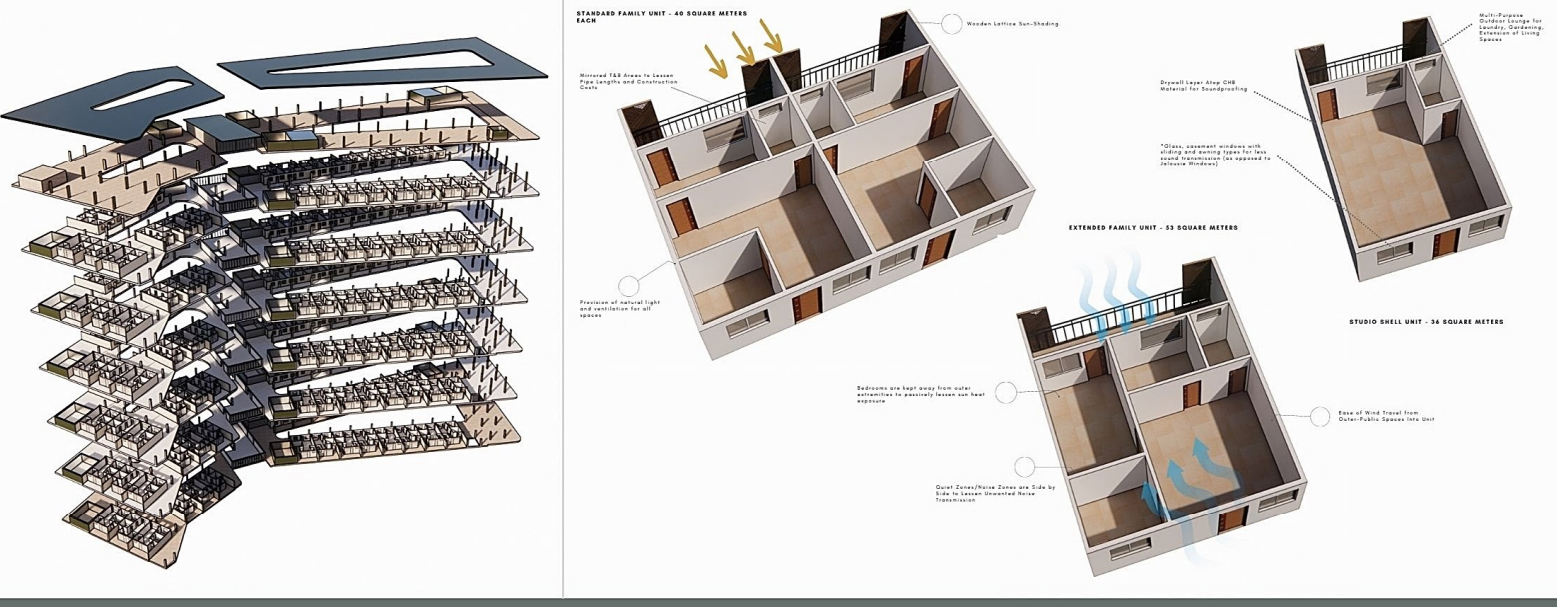 STANDARD FAMILY UNIT - 40 SQUARE METERS
EACH
Wooden Lattice Sun-Shading
Mirrored T&B Areas to Lessen
Pipe Lengths and Construction
Costs
Provision of natural light
and ventilation for all
spaces
Multi-Purpose
Outdoor Lounge for
Laundry, Gardening,
Extension of Living
Spaces
Drywall Layer Atop CHB
Material for Soundproofing
*Glass, casement windows with
sliding and awning types for less
sound transmission (as opposed to
Jalousie Windows)
STUDIO SHELL UNIT - 36 SQUARE METERS
EXTENDED FAMILY UNIT - 53 SQUARE METERS
Bedrooms are kept away from outer
extremities to passively lessen sun heat
exposure
Ease of Wind Travel from
Outer-Public Spaces Into Unit
Quiet Zones/Noise Zones are Side by
Side to Lessen Unwanted Noise
Transmission